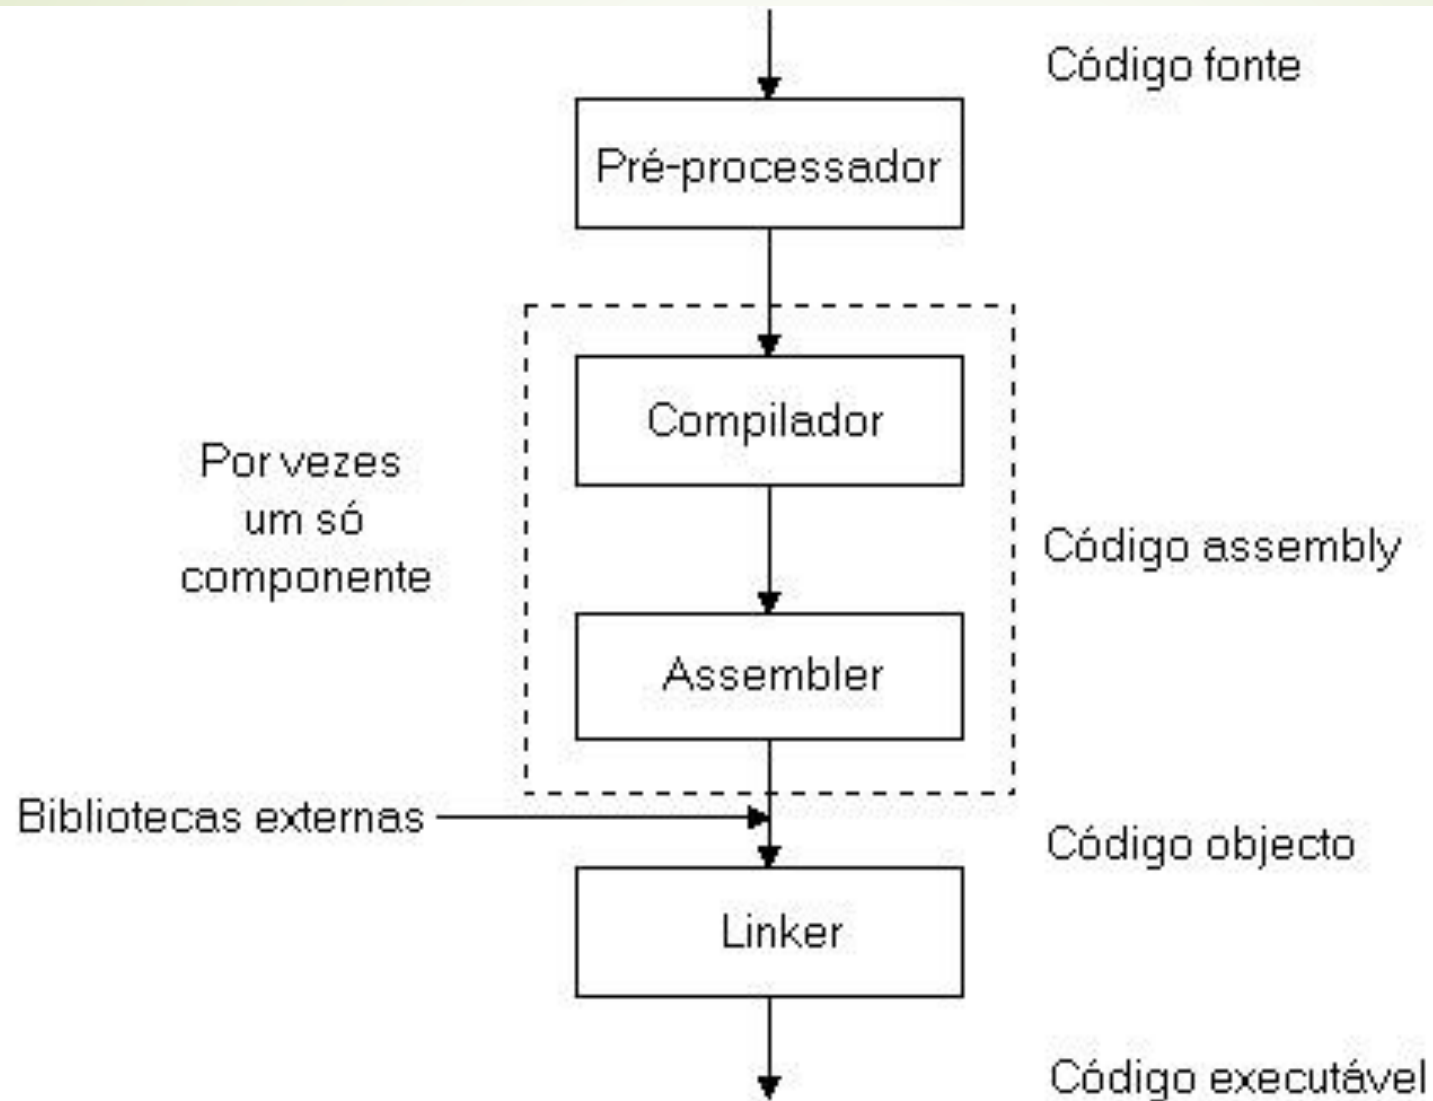 Código fonte
Pré-processador
Compilador
Por vezes
um só
componente
Código assembly
Assembler
Bibliotecas externas
Código objecto
Linker
Código executável